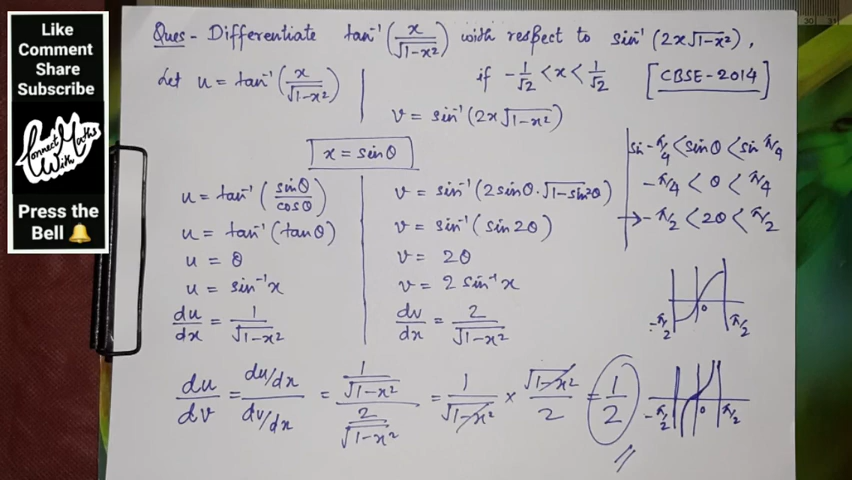 Like
Comment
Share
Subscribe
Connect With Maths
Press the
Bell 🔔
Ques - Differentiate tan⁻¹(x/√(1-x²)) with respect to sin⁻¹(2x√(1-x²)),
if -1/√2 < x < 1/√2 [CBSE-2014]
Let u = tan⁻¹(x/√(1-x²))
v = sin⁻¹(2x√(1-x²))
x = sinθ
u = tan⁻¹(sinθ/cosθ)
u = tan⁻¹(tanθ)
u = θ
u = sin⁻¹x
du/dx = 1/√(1-x²)
v = sin⁻¹(2sinθ·√(1-sin²θ))
v = sin⁻¹(sin2θ)
v = 2θ
v = 2 sin⁻¹x
dv/dx = 2/√(1-x²)
sin -π/4 < sinθ < sin π/4
-π/4 < θ < π/4
→ -π/2 < 2θ < π/2
-π/2 0 π/2
du/dv = (du/dx)/(dv/dx) = (1/√(1-x²))/(2/√(1-x²)) = 1/√(1-x²) × √(1-x²)/2 = 1/2
-π/2 0 π/2
30 31